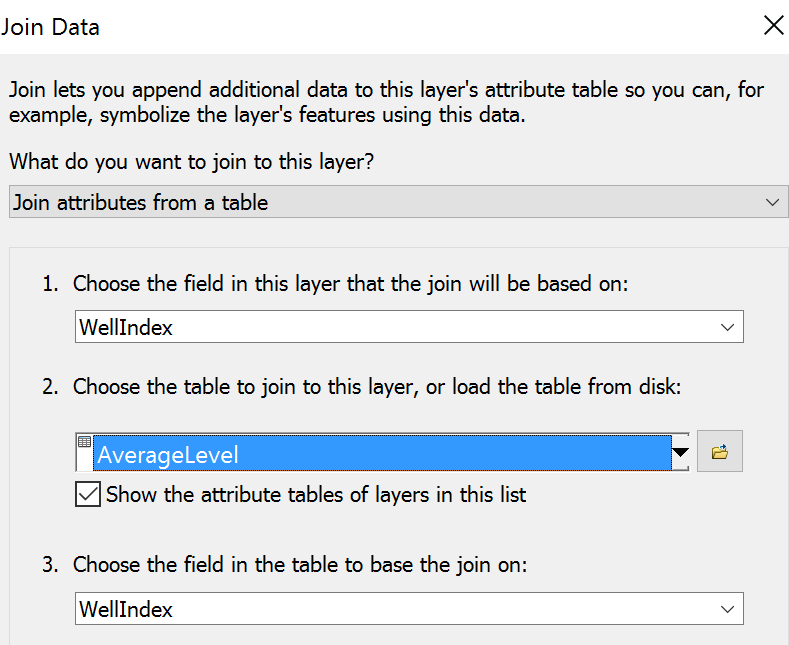 Join Data
Join lets you append additional data to this layer's attribute table so you can, for
example, symbolize the layer's features using this data.
What do you want to join to this layer?
Join attributes from a table
1. Choose the field in this layer that the join will be based on:
WellIndex
2. Choose the table to join to this layer, or load the table from disk:
AverageLevel
Show the attribute tables of layers in this list
3. Choose the field in the table to base the join on:
WellIndex